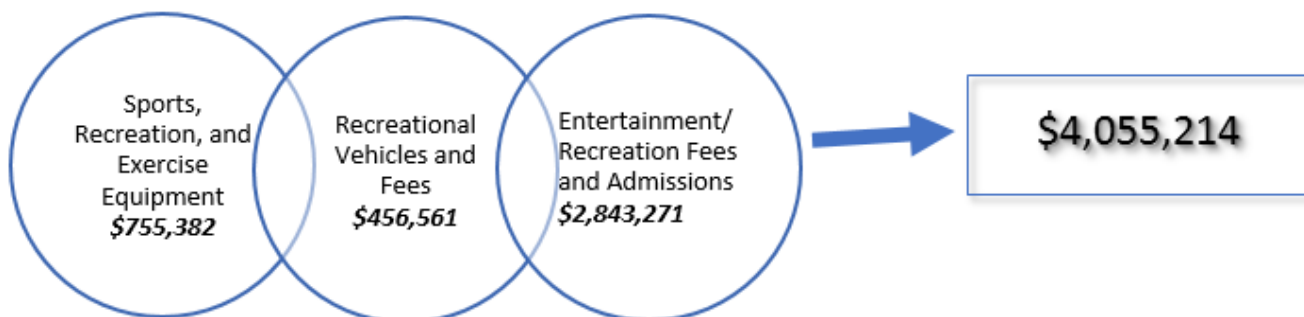 Sports,
Recreation, and
Exercise
Equipment
$755,382
Recreational
Vehicles and
Fees
$456,561
Entertainment/
Recreation Fees
and Admissions
$2,843,271
$4,055,214